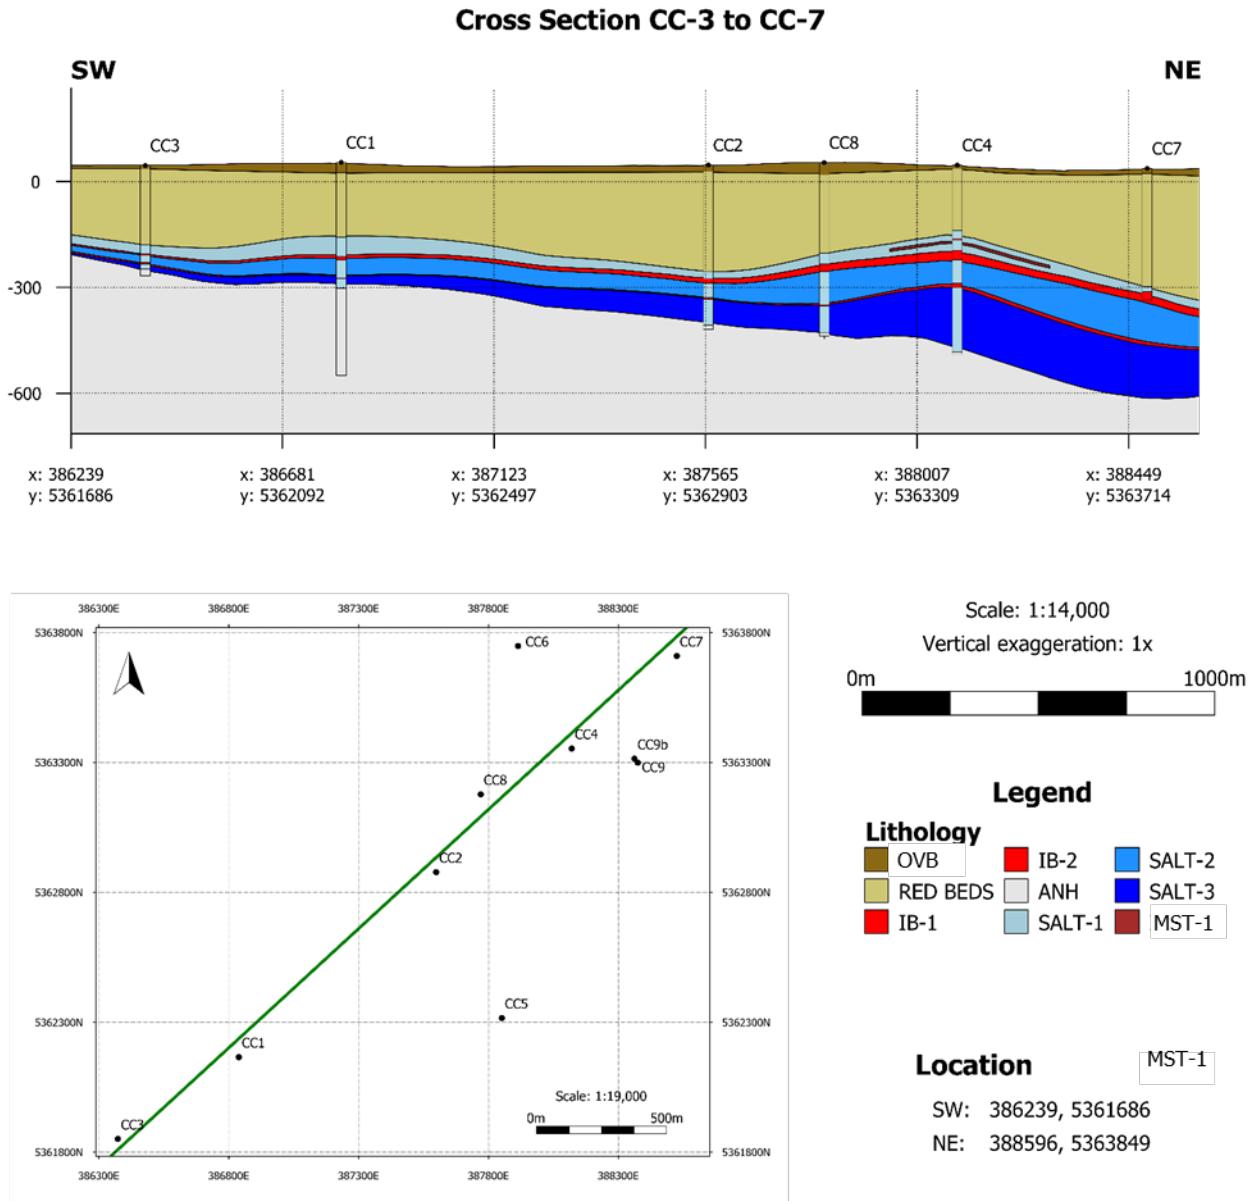 Cross Section CC-3 to CC-7
SW NE
CC3 CC1 CC2 CC8 CC4 CC7
0
-300
-600
x: 386239 x: 386681 x: 387123 x: 387565 x: 388007 x: 388449
y: 5361686 y: 5362092 y: 5362497 y: 5362903 y: 5363309 y: 5363714
386300E 386800E 387300E 387800E 388300E
5363800N 5363800N
CC6
CC7
CC4
CC9b
5363300N 5363300N
CC9
CC8
CC2
5362800N 5362800N
CC5
5362300N 5362300N
CC1
CC3
Scale: 1:19,000
0m 500m
5361800N 5361800N
386300E 386800E 387300E 387800E 388300E
Scale: 1:14,000
Vertical exaggeration: 1x
0m 1000m
Legend
Lithology
OVB IB-2 SALT-2
RED BEDS ANH SALT-3
IB-1 SALT-1 MST-1
Location MST-1
SW: 386239, 5361686
NE: 388596, 5363849